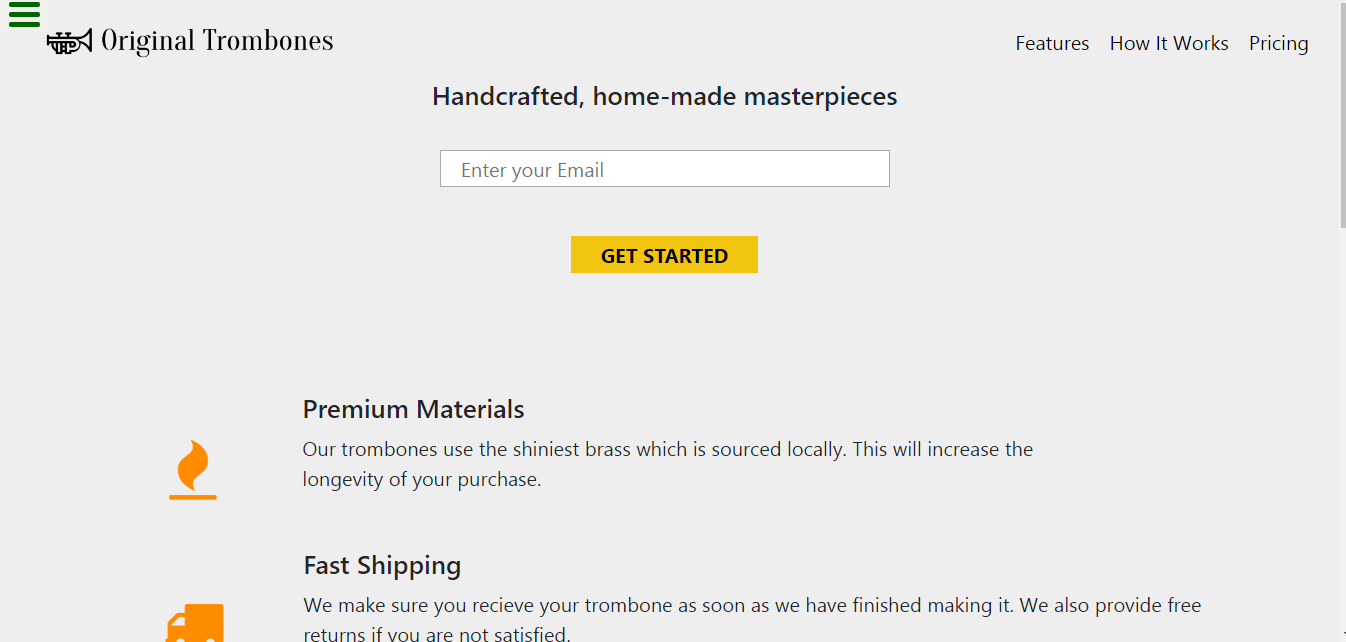 Original Trombones
Features How It Works Pricing
Handcrafted, home-made masterpieces
Enter your Email
GET STARTED
Premium Materials
Our trombones use the shiniest brass which is sourced locally. This will increase the
longevity of your purchase.
Fast Shipping
We make sure you recieve your trombone as soon as we have finished making it. We also provide free
returns if you are not satisfied.